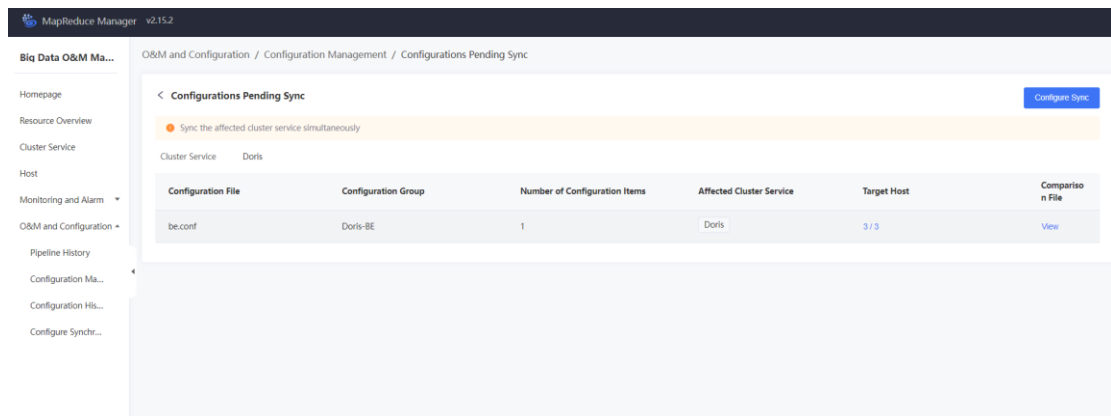 MapReduce Manager v2.15.2
Big Data O&M Ma...
O&M and Configuration / Configuration Management / Configurations Pending Sync
Homepage
Resource Overview
Cluster Service
Host
Monitoring and Alarm
O&M and Configuration
Pipeline History
Configuration Ma...
Configuration His...
Configure Synchr...
< Configurations Pending Sync
Configure Sync
Sync the affected cluster service simultaneously
Cluster Service Doris
Configuration File Configuration Group Number of Configuration Items Affected Cluster Service Target Host Compariso
n File
be.conf Doris-BE 1 Doris 3 / 3 View